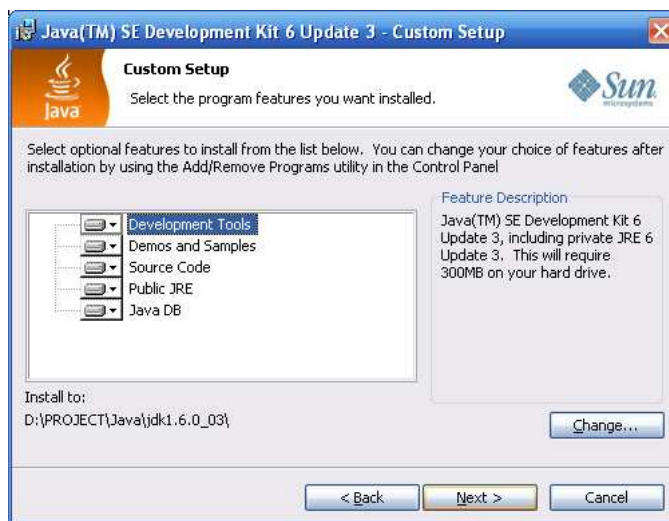 Java(TM) SE Development Kit 6 Update 3 - Custom Setup
Java
Custom Setup
Select the program features you want installed.
Sun
microsystems
Select optional features to install from the list below. You can change your choice of features after
installation by using the Add/Remove Programs utility in the Control Panel
Development Tools
Demos and Samples
Source Code
Public JRE
Java DB
Feature Description
Java(TM) SE Development Kit 6
Update 3, including private JRE 6
Update 3. This will require
300MB on your hard drive.
Install to:
D:\PROJECT\Java\jdk1.6.0_03\
Change...
< Back
Next >
Cancel